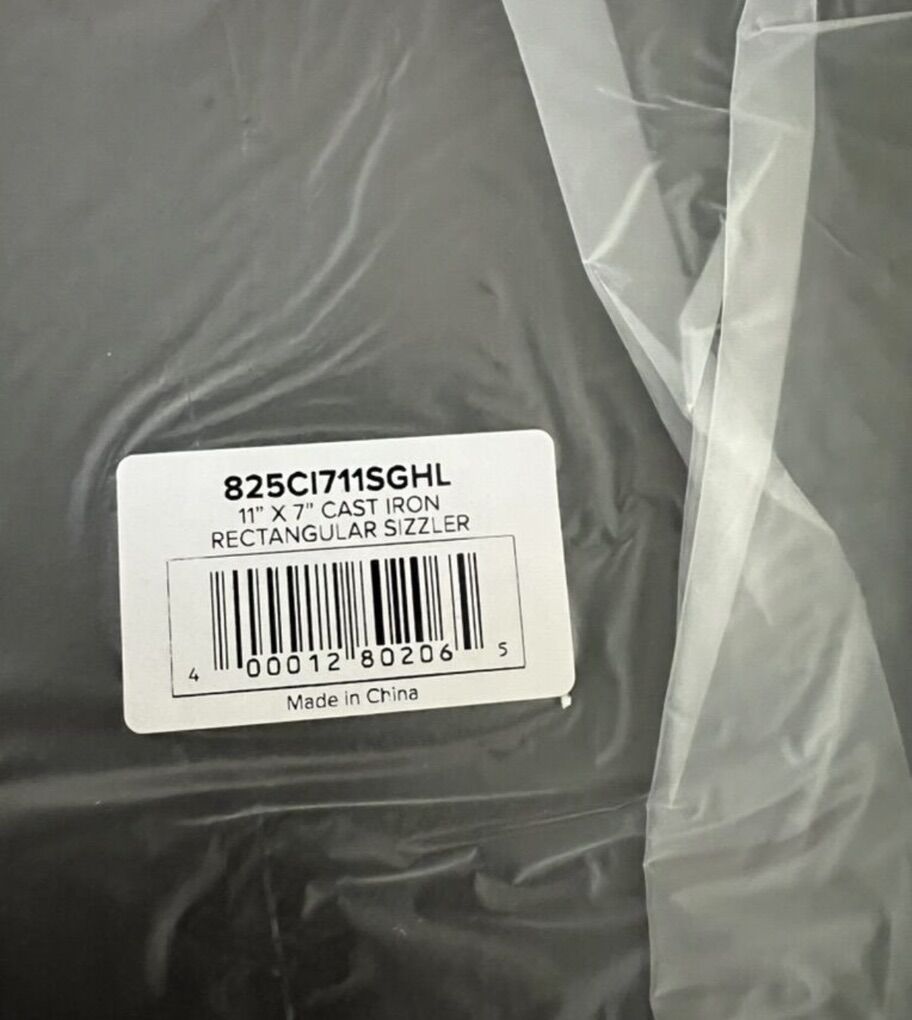 825CI711SGHL
11" X 7" CAST IRON
RECTANGULAR SIZZLER
4 00012 80206 5
Made in China